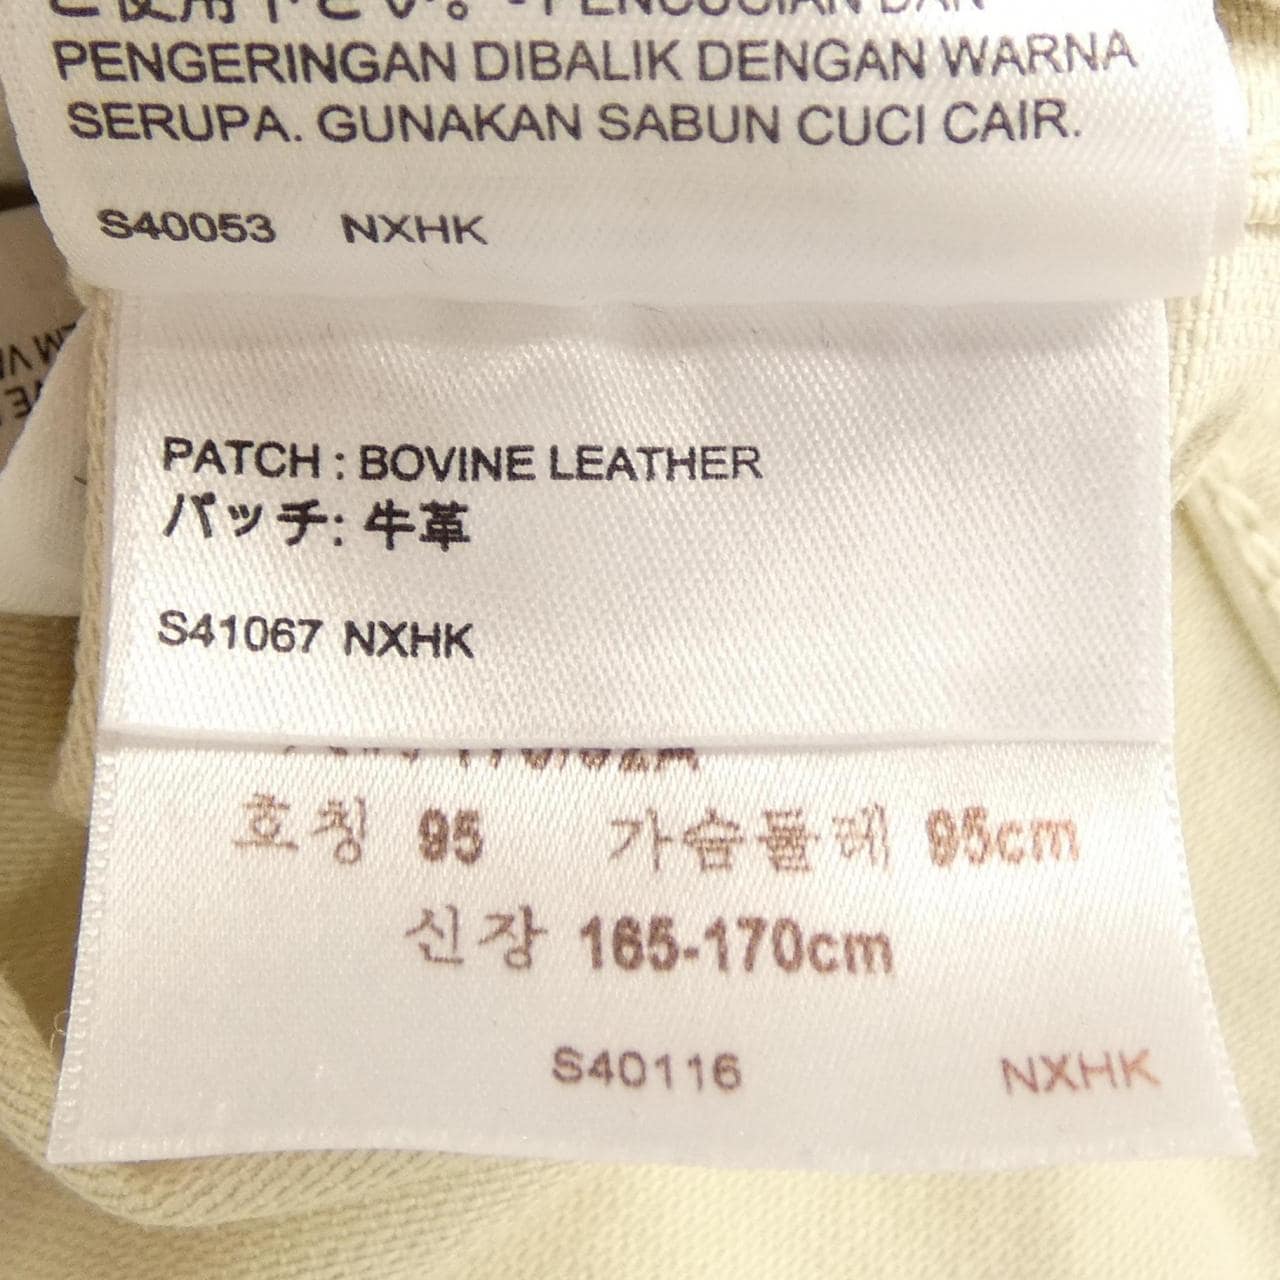 PENGERINGAN DIBALIK DENGAN WARNA
SERUPA. GUNAKAN SABUN CUCI CAIR.
S40053 NXHK
PATCH : BOVINE LEATHER
パッチ: 牛革
S41067 NXHK
호칭 95 가슴둘레 95cm
신장 165-170cm
S40116 NXHK